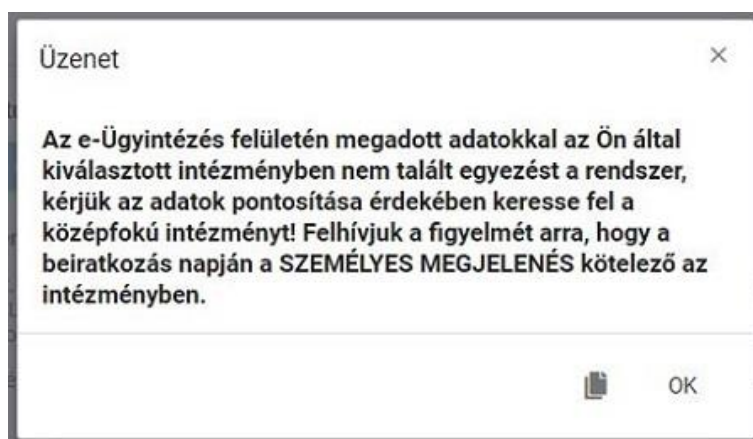 Üzenet
Az e-Ügyintézés felületén megadott adatokkal az Ön által
kiválasztott intézményben nem talált egyezést a rendszer,
kérjük az adatok pontosítása érdekében keresse fel a
középfokú intézményt! Felhívjuk a figyelmét arra, hogy a
beiratkozás napján a SZEMÉLYES MEGJELENÉS kötelező az
intézményben.
OK